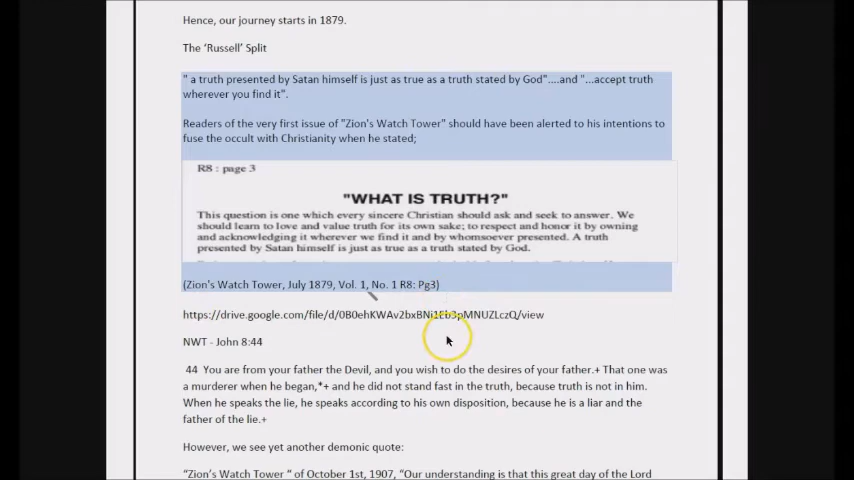 Hence, our journey starts in 1879.
The ‘Russell’ Split
" a truth presented by Satan himself is just as true as a truth stated by God"....and "...accept truth
wherever you find it".
Readers of the very first issue of "Zion's Watch Tower" should have been alerted to his intentions to
fuse the occult with Christianity when he stated;
R8 : page 3
"WHAT IS TRUTH?"
This question is one which every sincere Christian should ask and seek to answer. We
should learn to love and value truth for its own sake; to respect and honor it by owning
and acknowledging it wherever we find it and by whomsoever presented. A truth
presented by Satan himself is just as true as a truth stated by God.
(Zion's Watch Tower, July 1879, Vol. 1, No. 1 R8: Pg3)
https://drive.google.com/file/d/0B0ehKWAv2bxBNi1Eb3pMNUZLczQ/view
NWT - John 8:44
44 You are from your father the Devil, and you wish to do the desires of your father.+ That one was
a murderer when he began,*+ and he did not stand fast in the truth, because truth is not in him.
When he speaks the lie, he speaks according to his own disposition, because he is a liar and the
father of the lie.+
However, we see yet another demonic quote:
“Zion’s Watch Tower “ of October 1st, 1907, “Our understanding is that this great day of the Lord